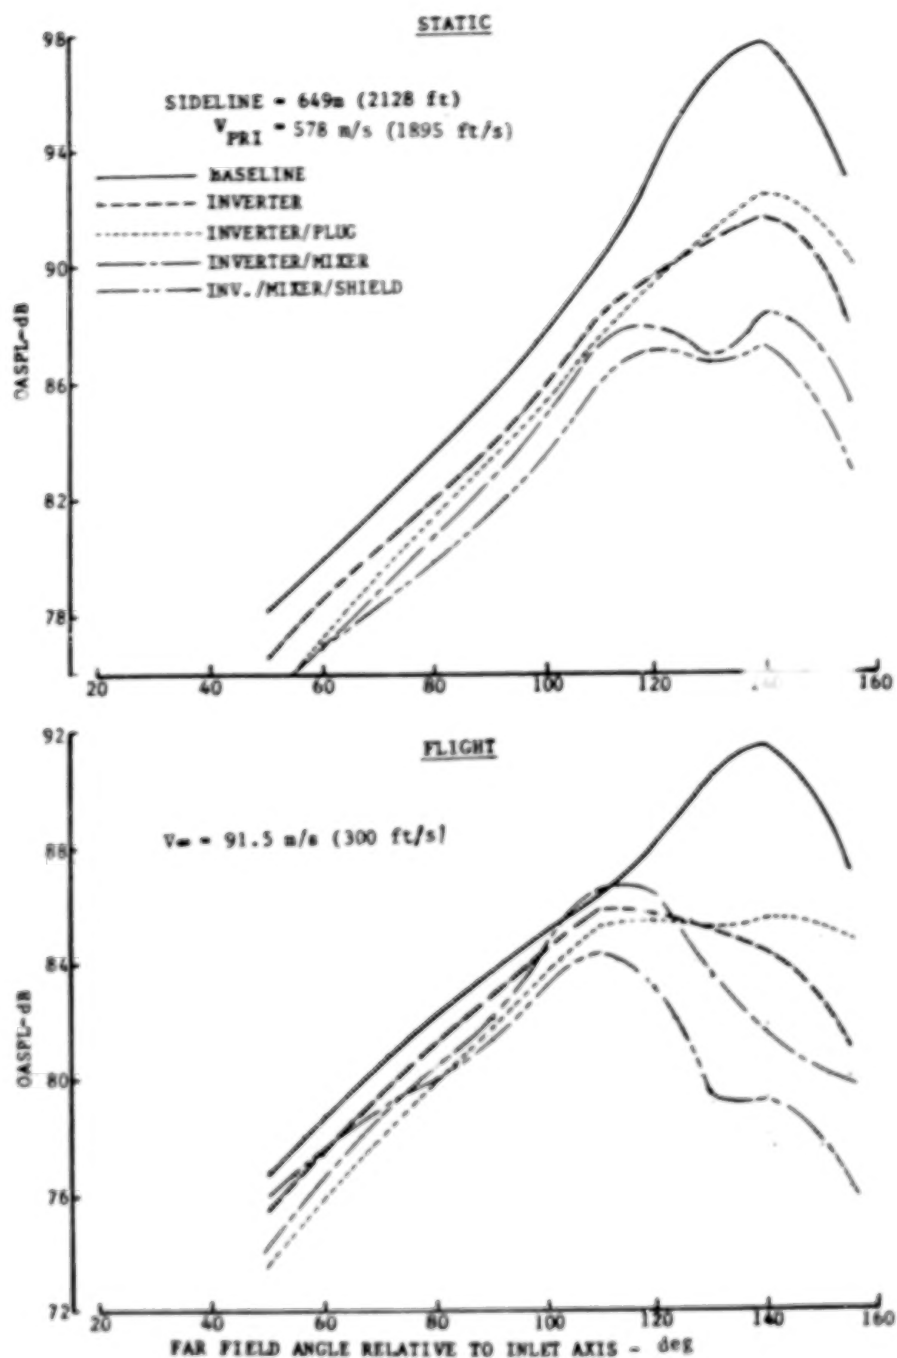 STATIC
98
94
90
86
82
78
OASPL-dB
SIDELINE = 649m (2128 ft)
V_PRI = 578 m/s (1895 ft/s)
BASELINE
INVERTER
INVERTER/PLUG
INVERTER/MIXER
INV./MIXER/SHIELD
20 40 60 80 100 120 140 160
FLIGHT
92
88
84
80
76
72
OASPL-dB
V∞ = 91.5 m/s (300 ft/s)
20 40 60 80 100 120 140 160
FAR FIELD ANGLE RELATIVE TO INLET AXIS - deg